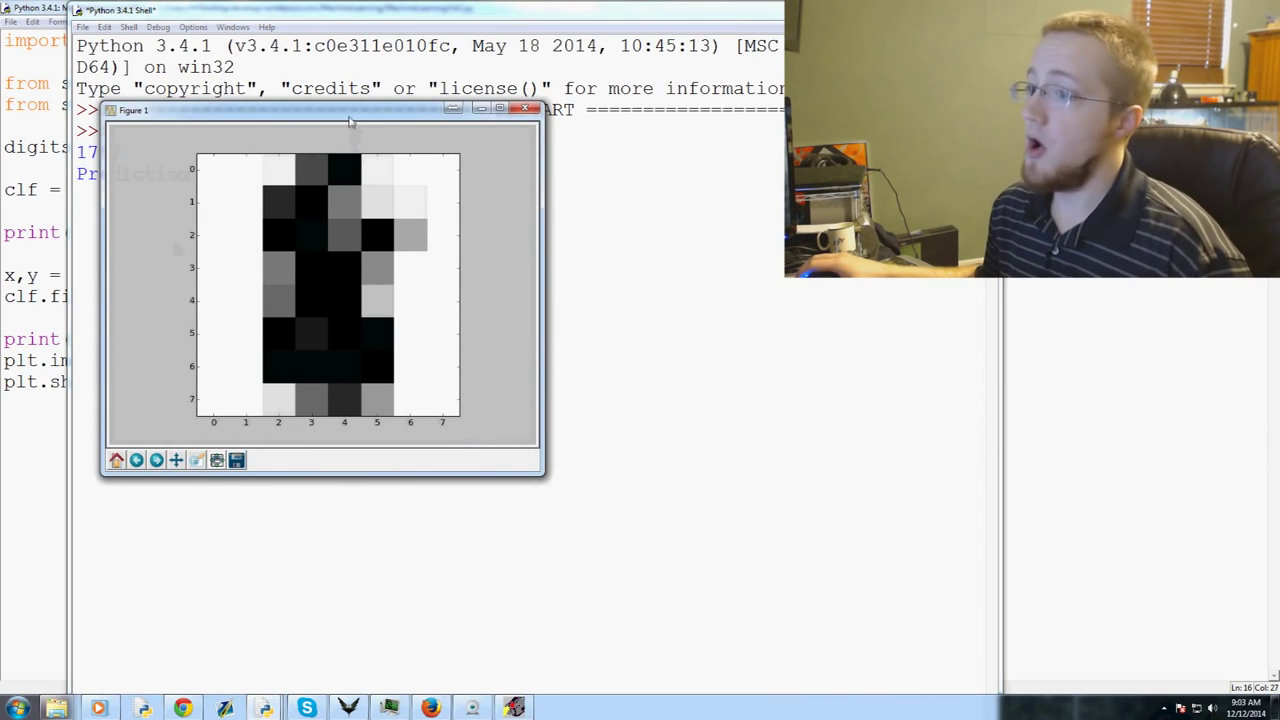 Python 3.4.1: M
*Python 3.4.1 Shell*
File Edit Form
File Edit Shell Debug Options Windows Help
import
Python 3.4.1 (v3.4.1:c0e311e010fc, May 18 2014, 10:45:13) [MSC
D64)] on win32
from s
Type "copyright", "credits" or "license()" for more information
from s
>>
ART ================
>>
digits
17
Prediction
clf =
print(
x,y =
clf.fi
print(
plt.im
plt.sh
Figure 1
0
1
2
3
4
5
6
7
0 1 2 3 4 5 6 7
Ln: 16 Col: 27
9:03 AM
12/12/2014